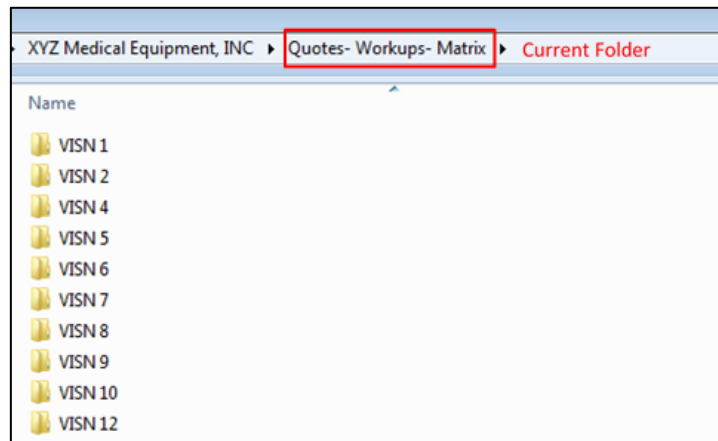 XYZ Medical Equipment, INC Quotes- Workups- Matrix Current Folder
Name
VISN 1
VISN 2
VISN 4
VISN 5
VISN 6
VISN 7
VISN 8
VISN 9
VISN 10
VISN 12